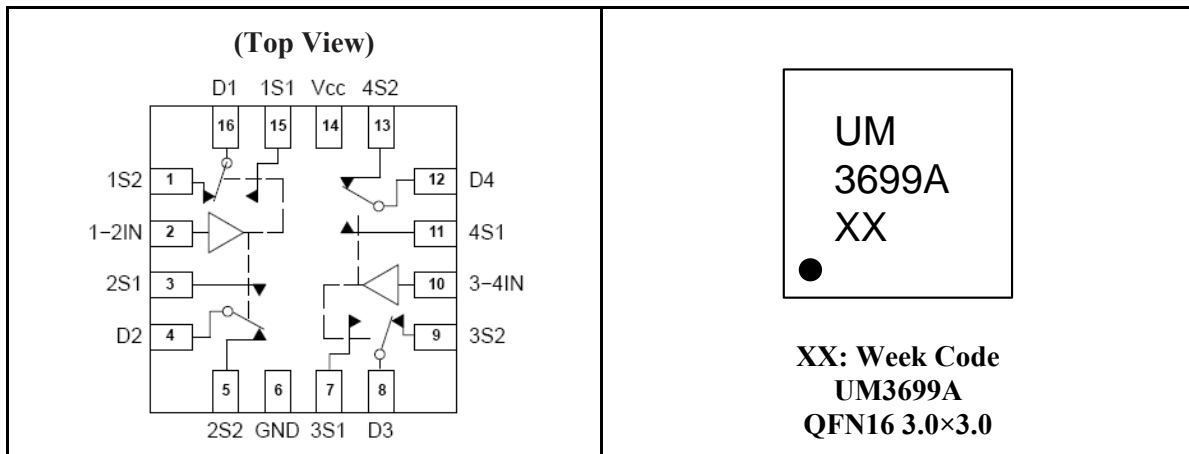 (Top View)
D1 1S1 Vcc 4S2
16 15 14 13
1S2 1 12 D4
1-2IN 2 11 4S1
2S1 3 10 3-4IN
D2 4 9 3S2
5 6 7 8
2S2 GND 3S1 D3
UM
3699A
XX
XX: Week Code
UM3699A
QFN16 3.0×3.0